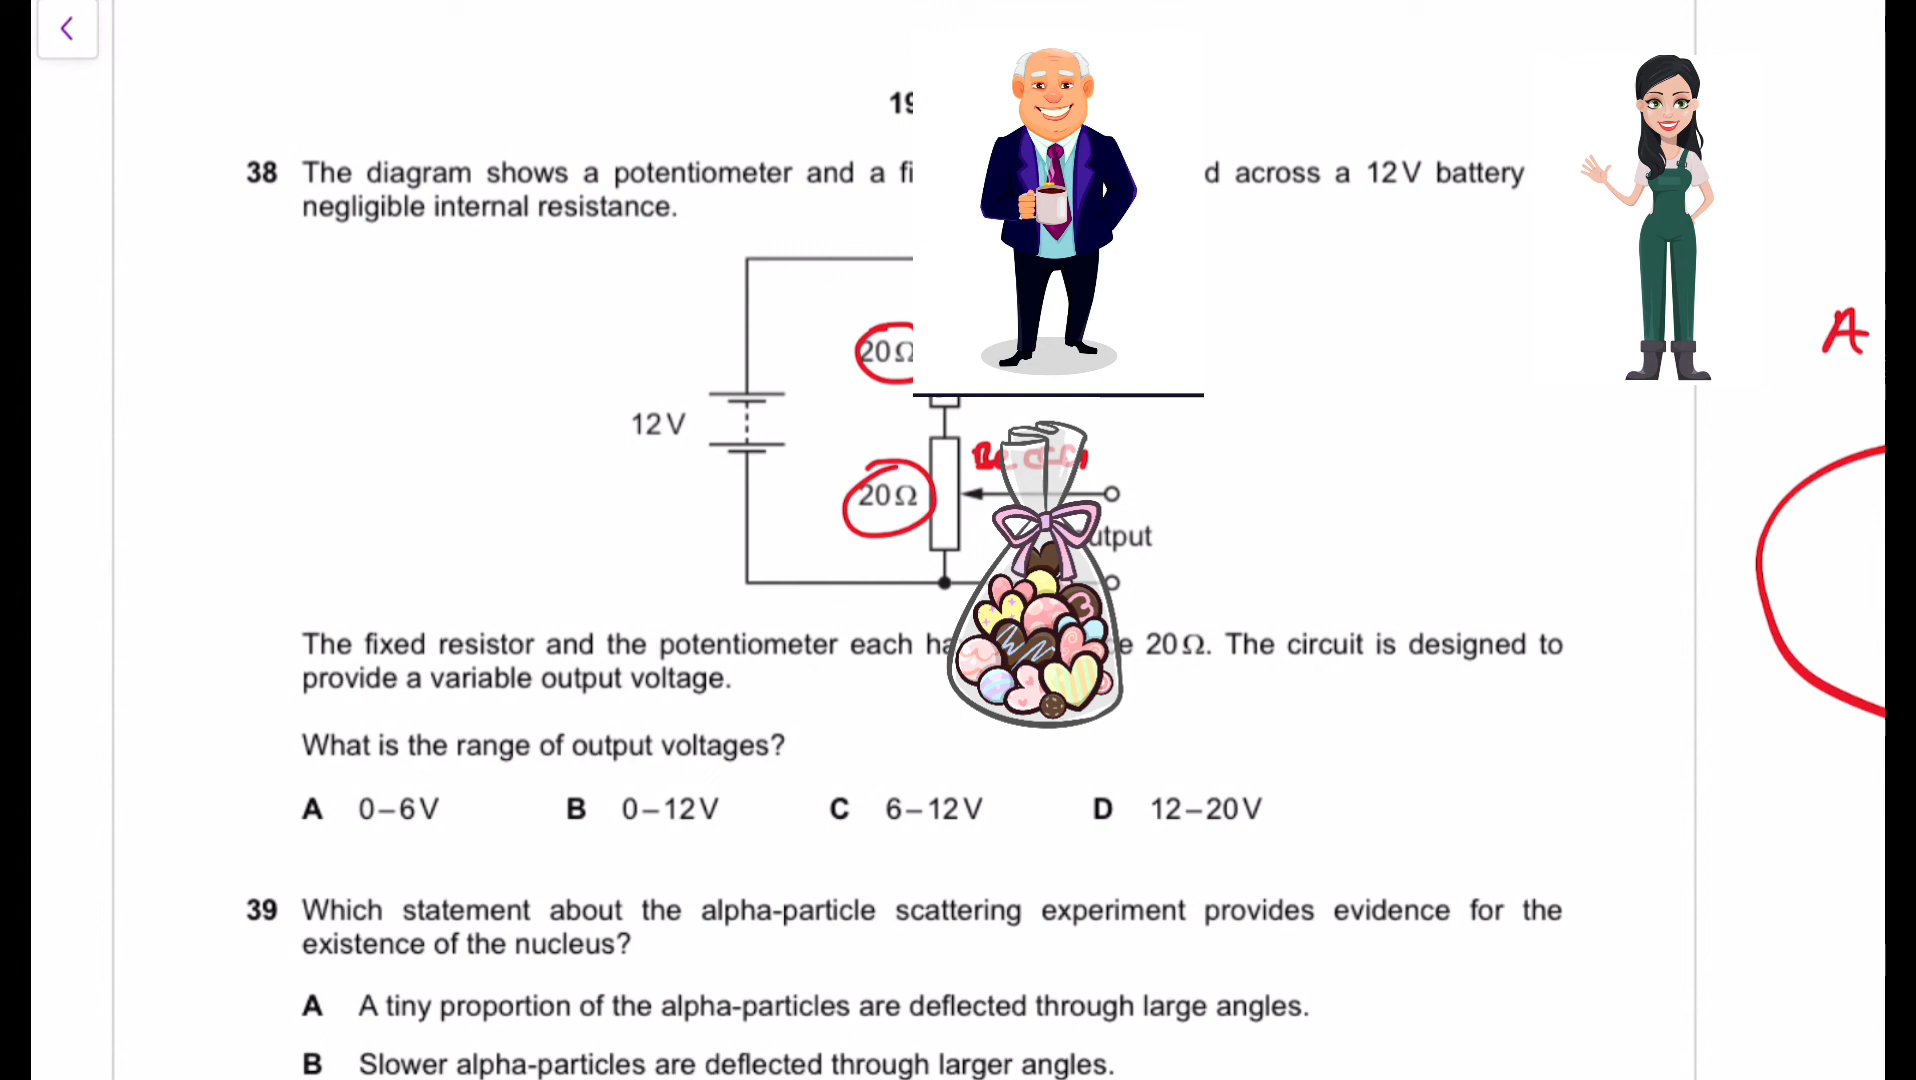 38 The diagram shows a potentiometer and a d across a 12 V battery
negligible internal resistance.
20Ω
A
12 V
20Ω
utput
The fixed resistor and the potentiometer each 20 Ω. The circuit is designed to
provide a variable output voltage.
What is the range of output voltages?
A 0–6 V B 0–12 V C 6–12 V D 12–20 V
39 Which statement about the alpha-particle scattering experiment provides evidence for the
existence of the nucleus?
A A tiny proportion of the alpha-particles are deflected through large angles.
B Slower alpha-particles are deflected through larger angles.